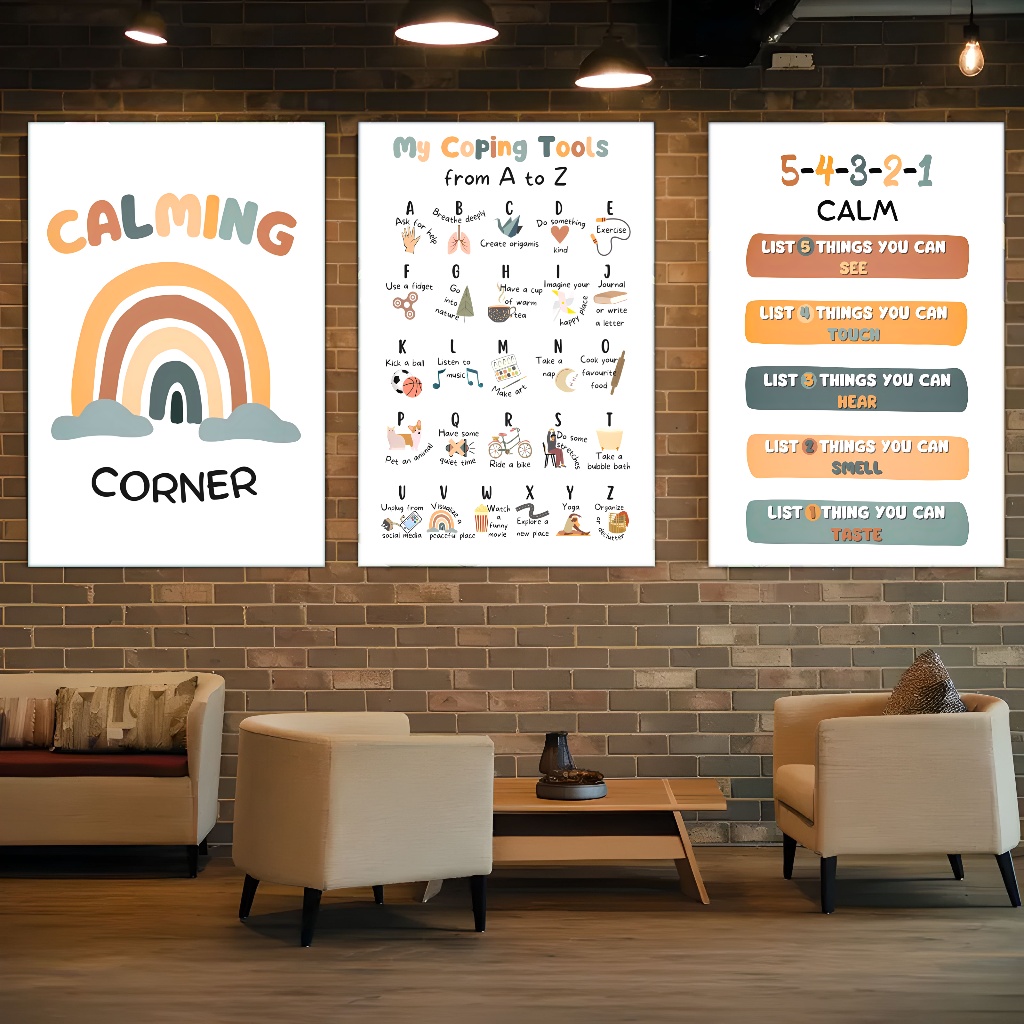 CALMING
CORNER
My Coping Tools
from A to Z
A
Ask for help
B
Breathe deeply
C
Create origamis
D
Do something
kind
E
Exercise
F
Use a fidget
G
Go
into
nature
H
Have a cup
of warm
tea
I
Imagine your
happy place
J
Journal
or write
a letter
K
Kick a ball
L
Listen to
music
M
Make art
N
Take a
nap
O
Cook your
favourite
food
P
Pet an animal
Q
Have some
quiet time
R
Ride a bike
S
Do some
stretches
T
Take a
bubble bath
U
Unplug from
social media
V
Visualize a
peaceful place
W
Watch
a
funny
movie
X
Explore a
new place
Y
Yoga
Z
Organize
or declutter
5-4-3-2-1
CALM
LIST 5 THINGS YOU CAN
SEE
LIST 4 THINGS YOU CAN
TOUCH
LIST 3 THINGS YOU CAN
HEAR
LIST 2 THINGS YOU CAN
SMELL
LIST 1 THING YOU CAN
TASTE